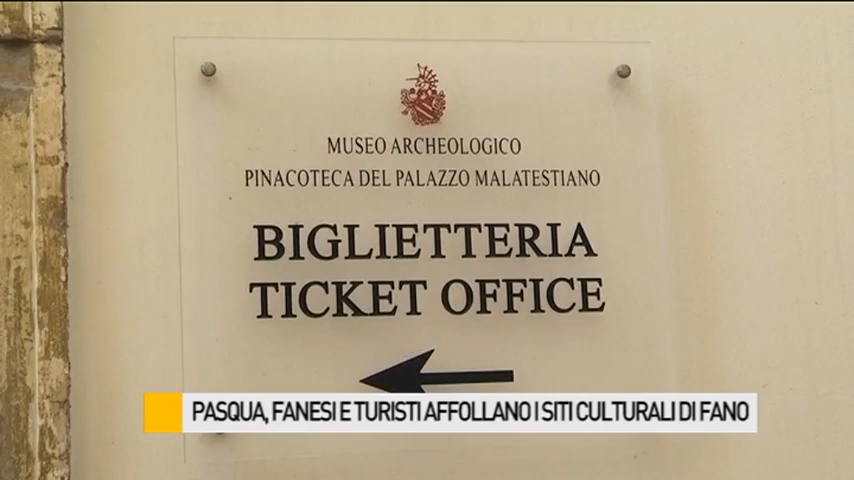 MUSEO ARCHEOLOGICO
PINACOTECA DEL PALAZZO MALATESTIANO
BIGLIETTERIA
TICKET OFFICE
PASQUA, FANESI E TURISTI AFFOLLANO I SITI CULTURALI DI FANO